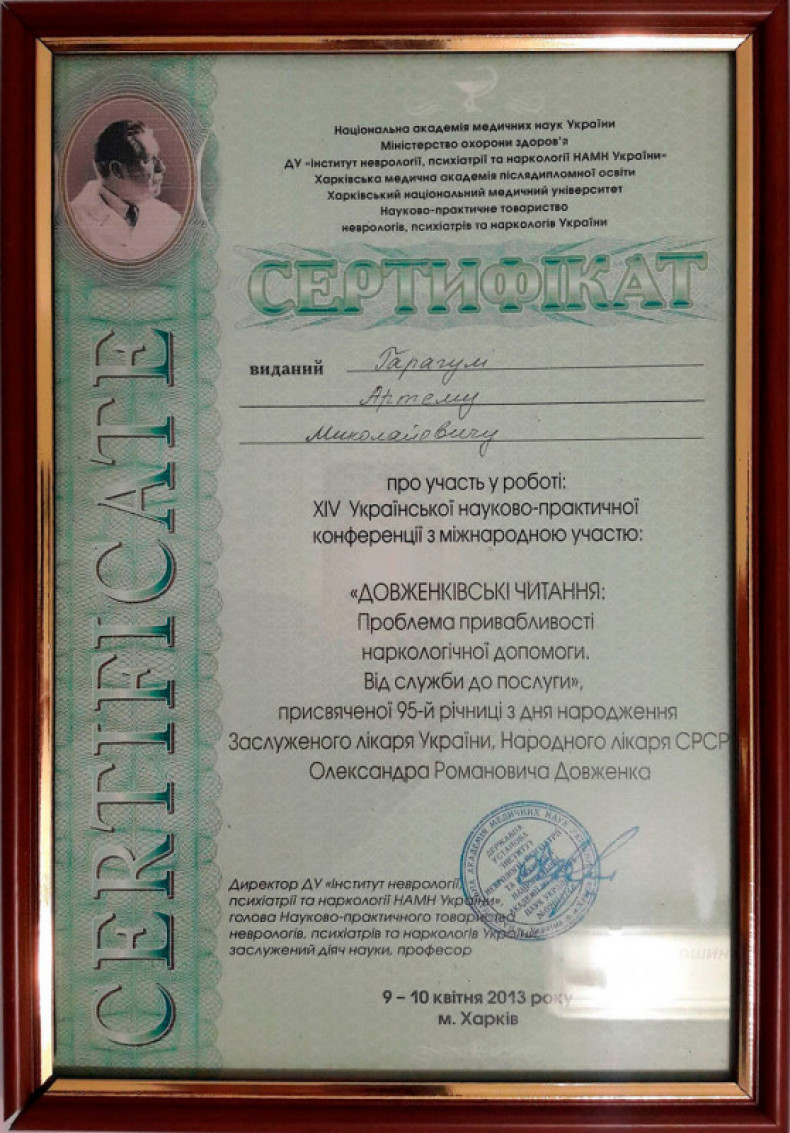 Національна академія медичних наук України
Міністерство охорони здоров'я
ДУ «Інститут неврології, психіатрії та наркології НАМН України»
Харківська медична академія післядипломної освіти
Харківський національний медичний університет
Науково-практичне товариство
неврологів, психіатрів та наркологів України
СЕРТИФІКАТ
CERTIFICATE
виданий Гарагулі
Артему
Миколайовичу
про участь у роботі:
XIV Української науково-практичної
конференції з міжнародною участю:
«ДОВЖЕНКІВСЬКІ ЧИТАННЯ:
Проблема привабливості
наркологічної допомоги.
Від служби до послуги»,
присвяченої 95-й річниці з дня народження
Заслуженого лікаря України, Народного лікаря СРСР
Олександра Романовича Довженка
Директор ДУ «Інститут неврології,
психіатрії та наркології НАМН України»,
голова Науково-практичного товариства
неврологів, психіатрів та наркологів України
заслужений діяч науки, професор
9 – 10 квітня 2013 року
м. Харків